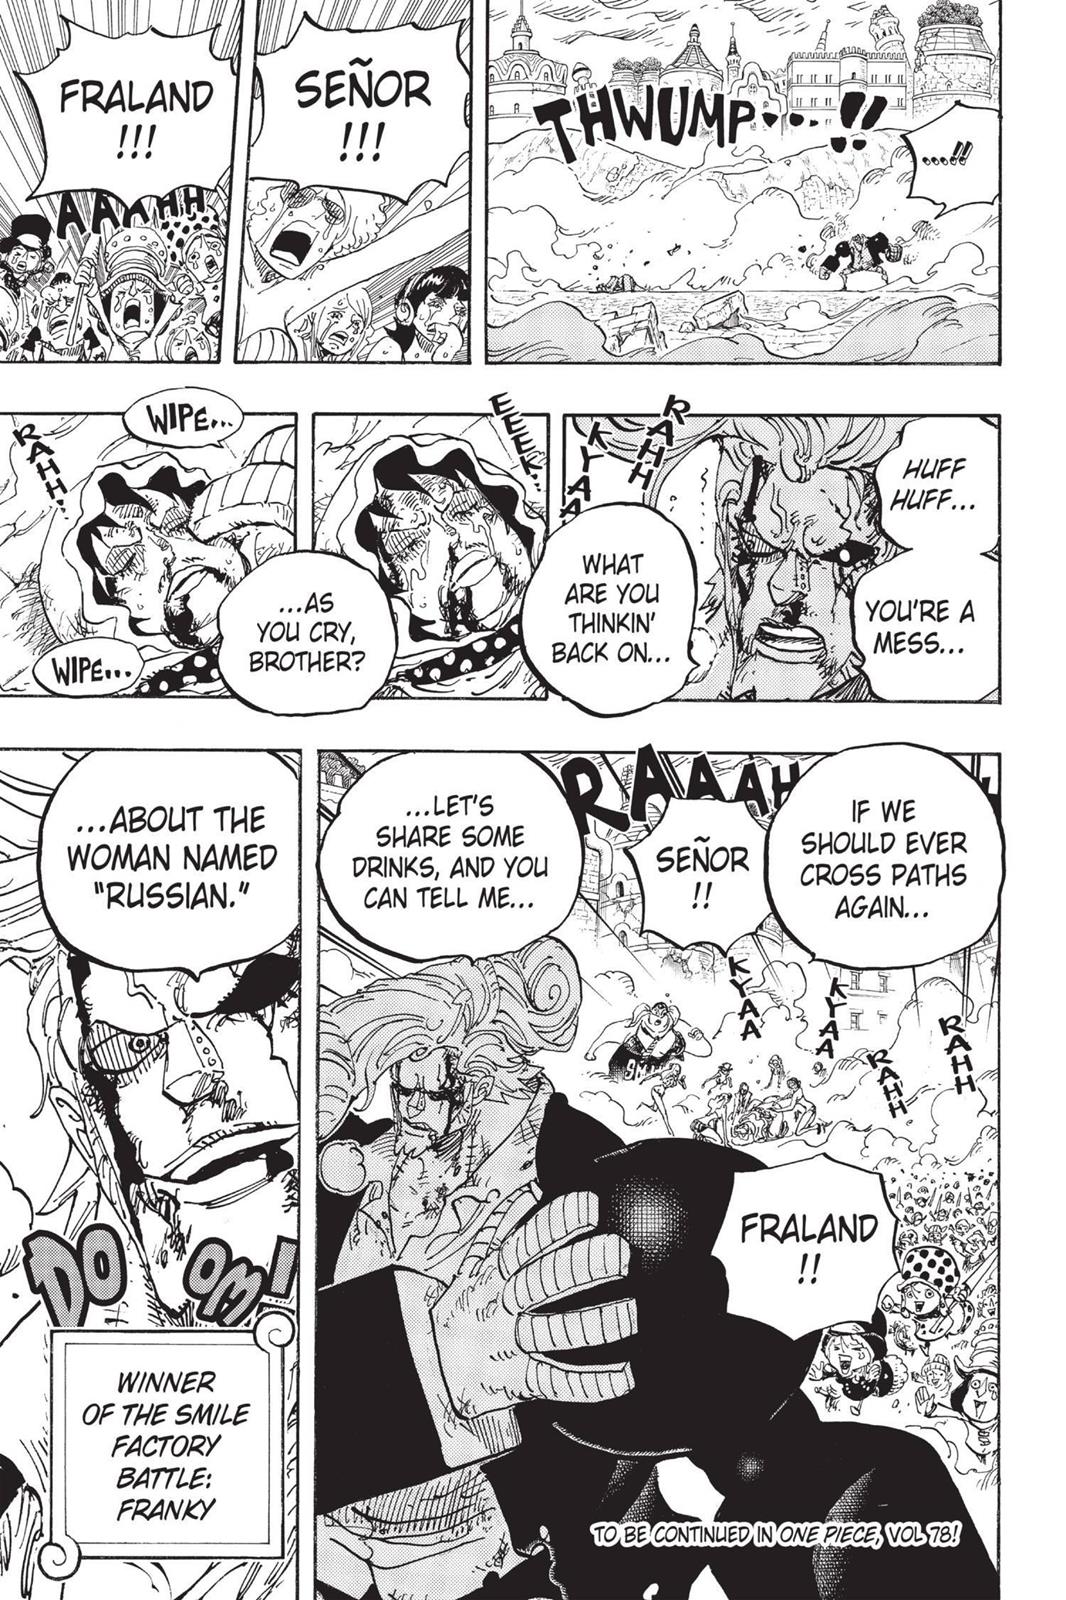 ...!!
THWUMP...!!
SEÑOR
!!!
FRALAND
!!!
AAAAHH
HUFF
HUFF...
YOU'RE A
MESS...
RAHH
KYAA
WHAT
ARE YOU
THINKIN'
BACK ON...
EEEK...
...AS
YOU CRY,
BROTHER?
WIPE...
RAHH!
WIPE...
IF WE
SHOULD EVER
CROSS PATHS
AGAIN...
RAAAAH
SEÑOR
!!
...LET'S
SHARE SOME
DRINKS, AND YOU
CAN TELL ME...
KYAA
KYAA
RAHH
RAHH
FRALAND
!!
TO BE CONTINUED IN ONE PIECE, VOL 78!
...ABOUT THE
WOMAN NAMED
"RUSSIAN."
DOOM!
WINNER
OF THE SMILE
FACTORY
BATTLE:
FRANKY